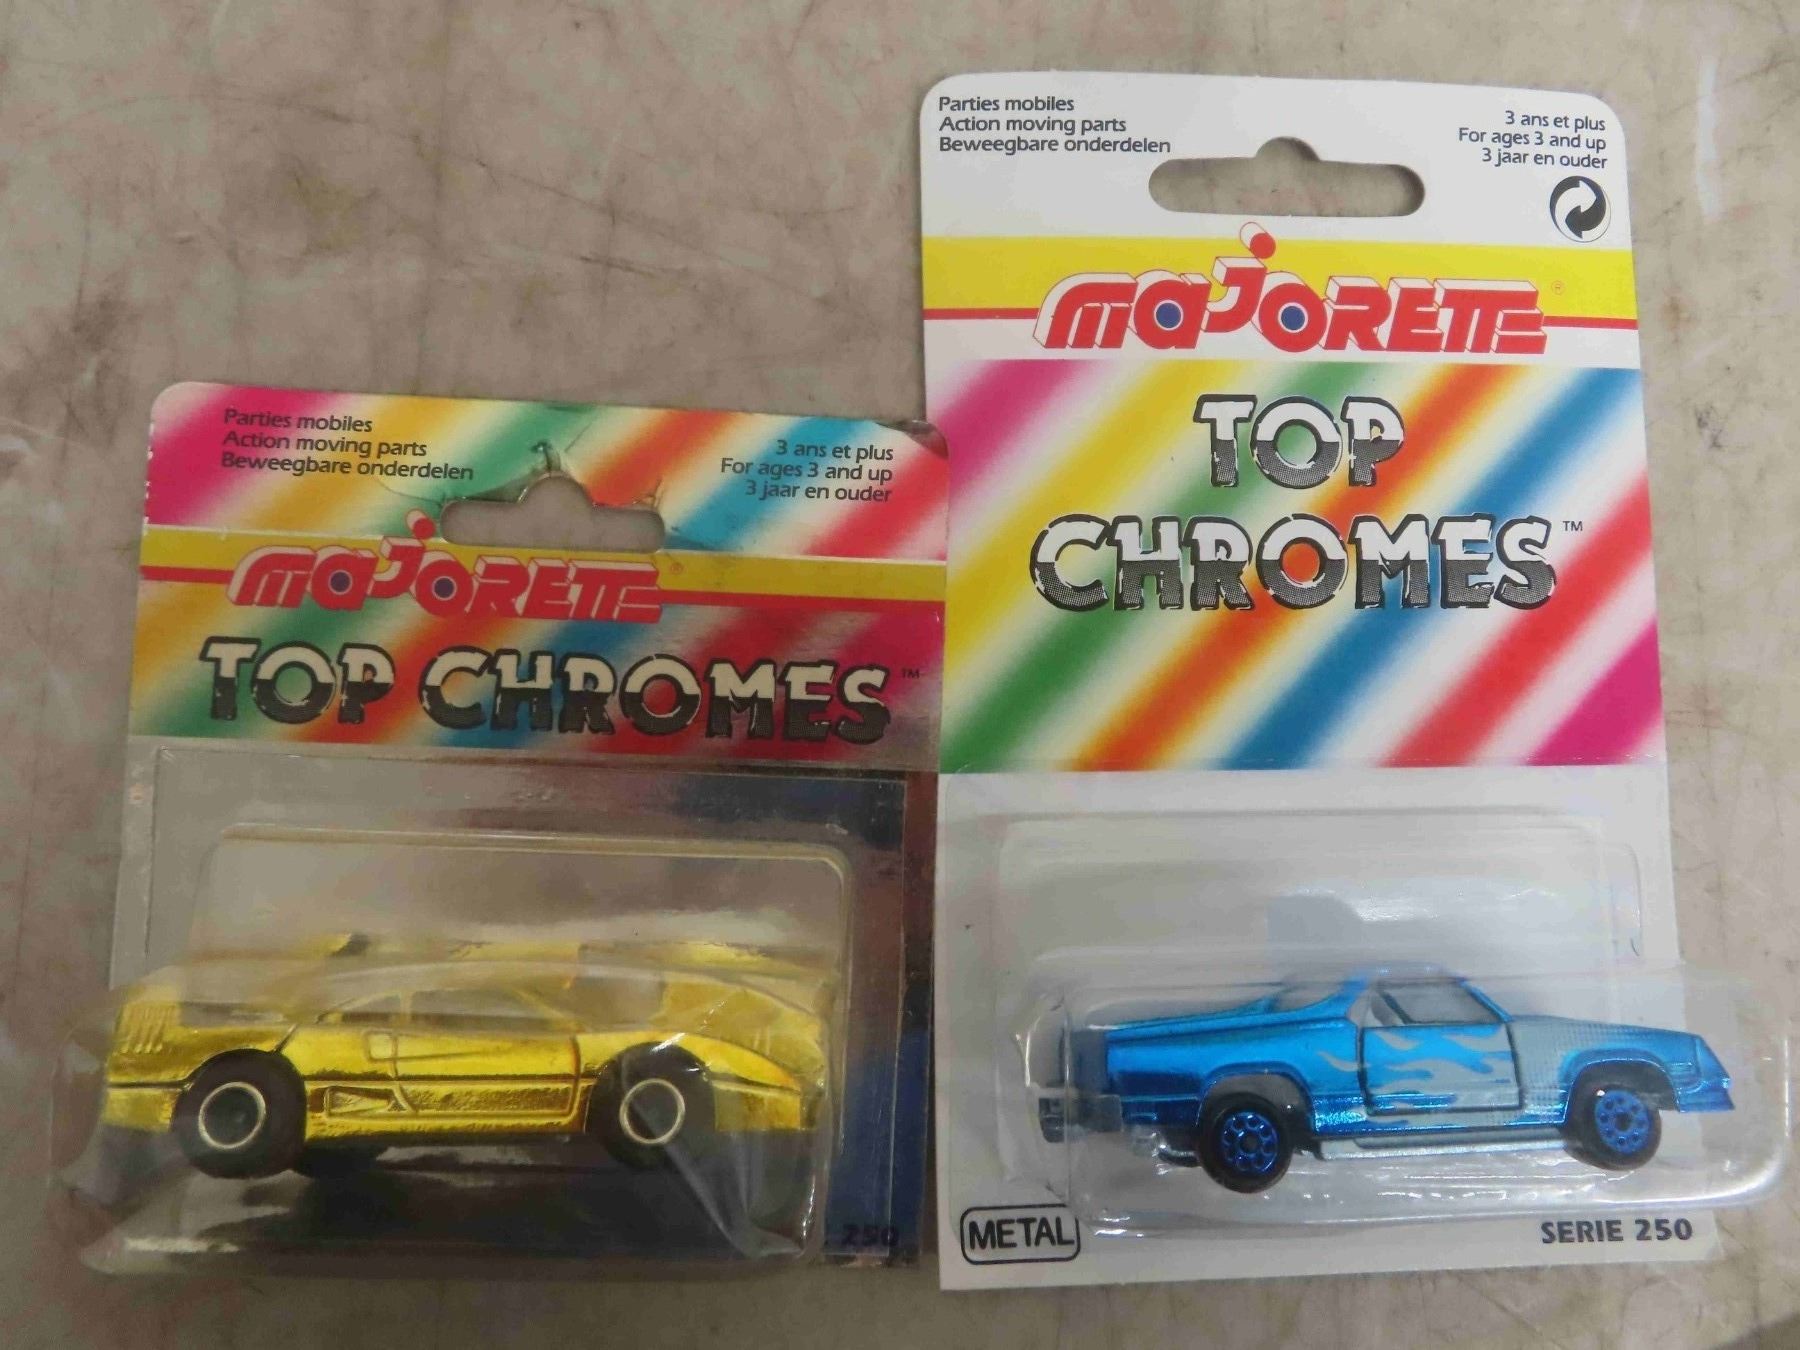 Parties mobiles
Action moving parts
Beweegbare onderdelen
3 ans et plus
For ages 3 and up
3 jaar en ouder
majORETTE ®
TOP CHROMES ™
250
Parties mobiles
Action moving parts
Beweegbare onderdelen
3 ans et plus
For ages 3 and up
3 jaar en ouder
majORETTE ®
TOP
CHROMES ™
METAL
SERIE 250